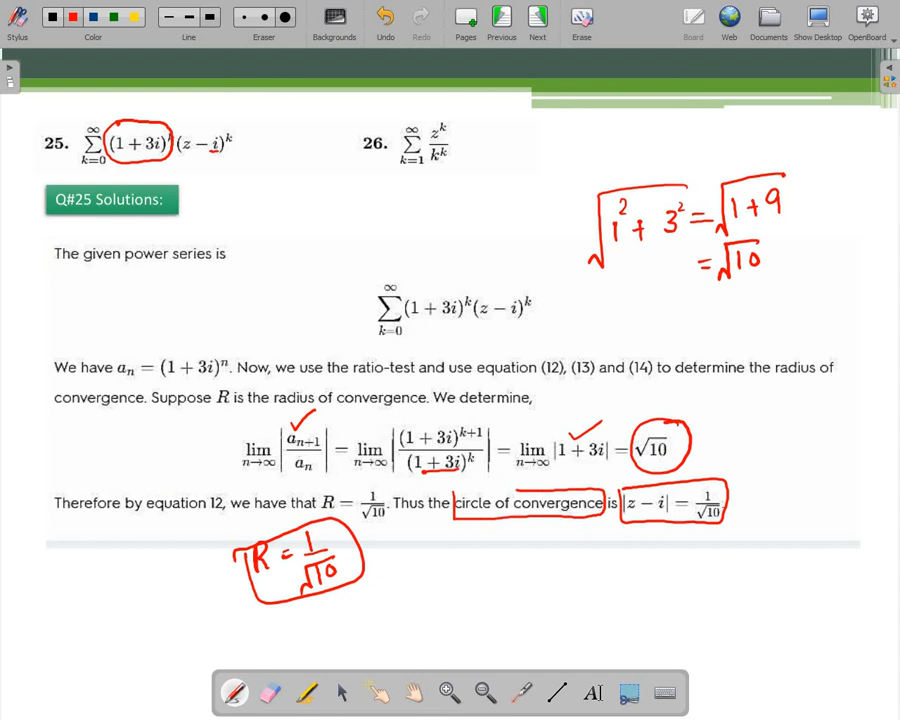 Stylus Color Line Eraser Backgrounds Undo Redo Pages Previous Next Erase Board Web Documents Show Desktop OpenBoard
25. ∑_{k=0}^{∞} (1 + 3i)^k (z − i)^k
26. ∑_{k=1}^{∞} z^k / k^k
Q#25 Solutions:
√(1² + 3²) = √(1 + 9)
= √10
The given power series is
∑_{k=0}^{∞} (1 + 3i)^k (z − i)^k
We have a_n = (1 + 3i)^n. Now, we use the ratio-test and use equation (12), (13) and (14) to determine the radius of
convergence. Suppose R is the radius of convergence. We determine,
lim_{n→∞} |a_{n+1} / a_n| = lim_{n→∞} |(1 + 3i)^{k+1} / (1 + 3i)^k| = lim_{n→∞} |1 + 3i| = √10
Therefore by equation 12, we have that R = 1/√10. Thus the circle of convergence is |z − i| = 1/√10.
R = 1/√10